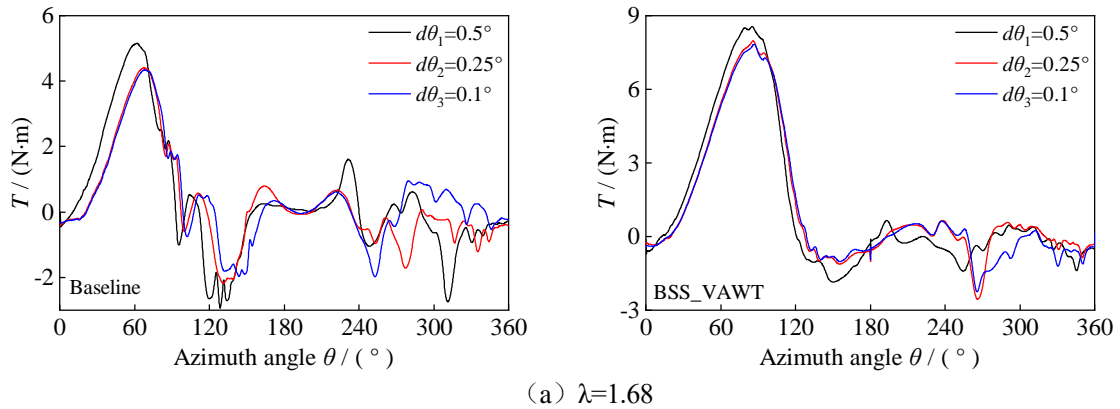 6
4
2
0
-2
T / (N·m)
dθ₁=0.5°
dθ₂=0.25°
dθ₃=0.1°
Baseline
0 60 120 180 240 300 360
Azimuth angle θ / (°)
9
6
3
0
-3
T / (N·m)
dθ₁=0.5°
dθ₂=0.25°
dθ₃=0.1°
BSS_VAWT
0 60 120 180 240 300 360
Azimuth angle θ / (°)
（a）λ=1.68